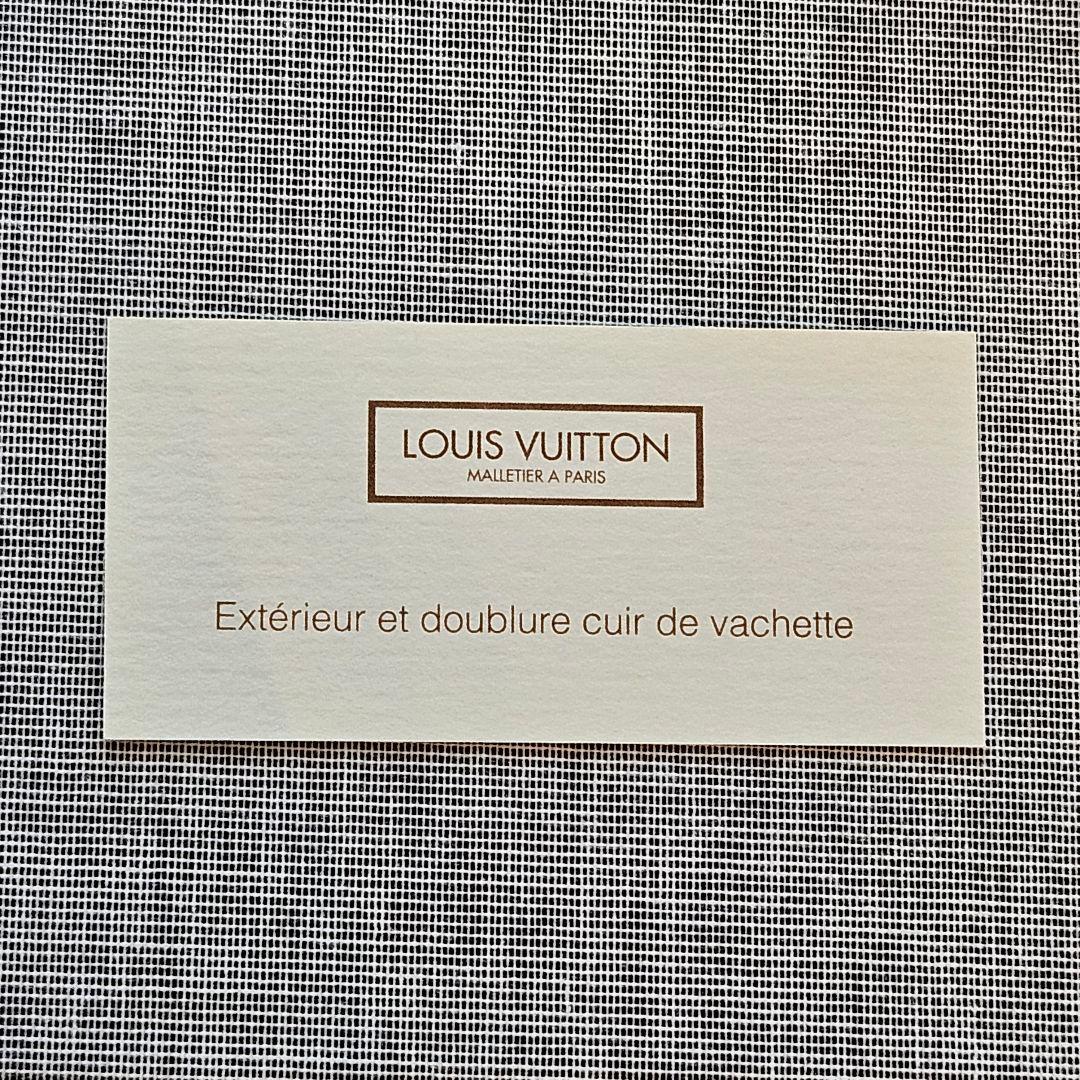 LOUIS VUITTON
MALLETIER A PARIS
Extérieur et doublure cuir de vachette